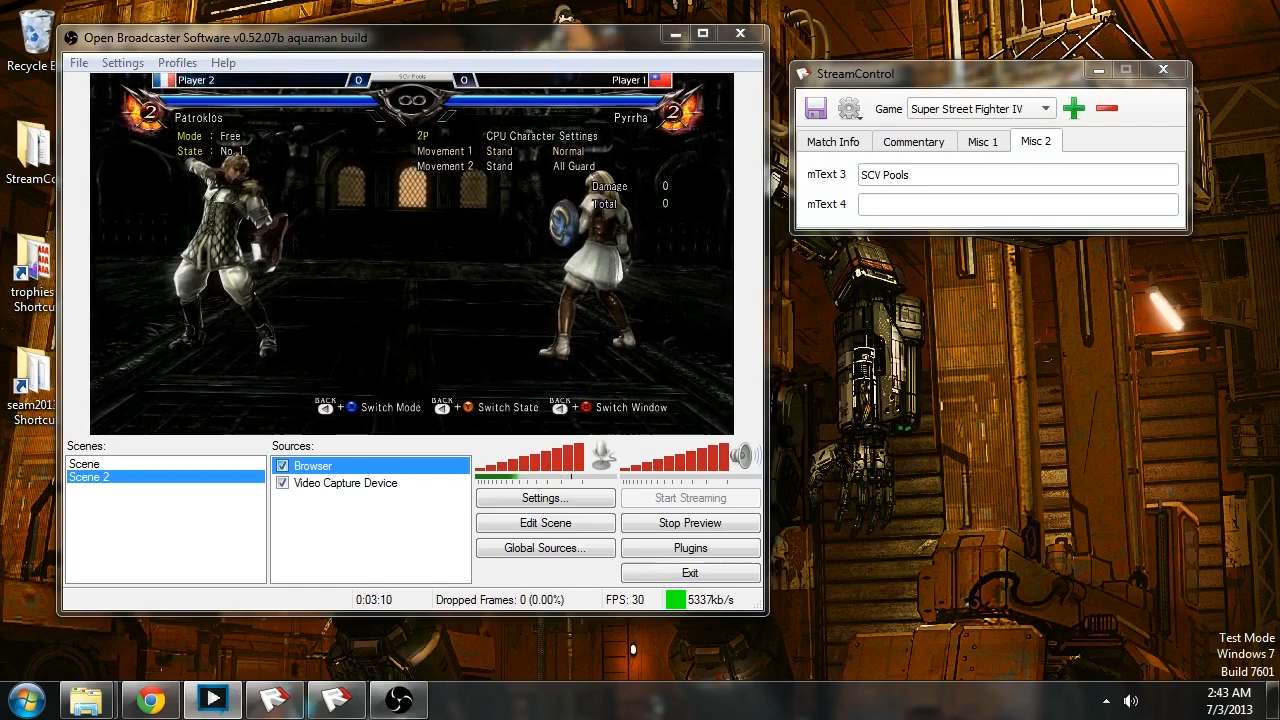 Recycle B
StreamCo
trophies
Shortcu
seam2013
Shortcu
Open Broadcaster Software v0.52.07b aquaman build
File Settings Profiles Help
Player 2 0 SCV Pools 0 Player 1
2 2
Patroklos Pyrrha
Mode : Free 2P CPU Character Settings
State : No.1 Movement 1 Stand Normal
Movement 2 Stand All Guard
Damage 0
Total 0
BACK + Switch Mode BACK + Y Switch State BACK + B Switch Window
Scenes: Sources:
Scene
Scene 2
Browser
Video Capture Device
Settings... Start Streaming
Edit Scene Stop Preview
Global Sources... Plugins
Exit
0:03:10 Dropped Frames: 0 (0.00%) FPS: 30 5337kb/s
StreamControl
Game Super Street Fighter IV
Match Info Commentary Misc 1 Misc 2
mText 3 SCV Pools
mText 4
Test Mode
Windows 7
Build 7601
2:43 AM
7/3/2013